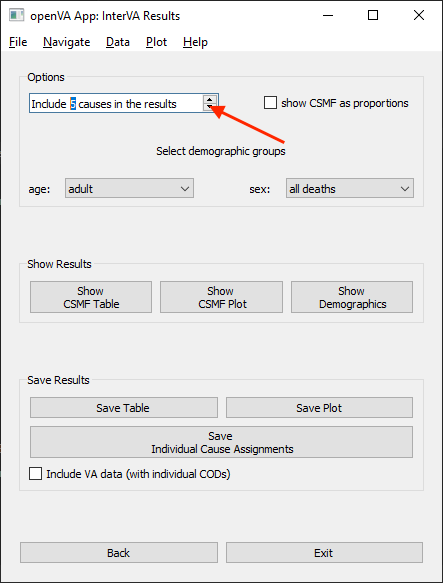 openVA App: InterVA Results
File Navigate Data Plot Help
Options
Include 5 causes in the results
show CSMF as proportions
Select demographic groups
age: adult sex: all deaths
Show Results
Show
CSMF Table
Show
CSMF Plot
Show
Demographics
Save Results
Save Table
Save Plot
Save
Individual Cause Assignments
Include VA data (with individual CODs)
Back
Exit